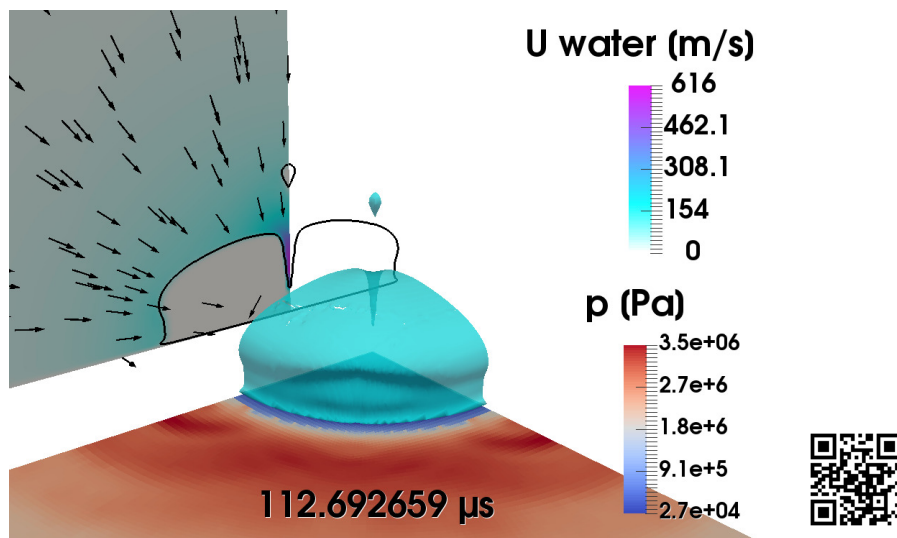 U water (m/s)
616
462.1
308.1
154
0
p (Pa)
3.5e+06
2.7e+6
1.8e+6
9.1e+5
2.7e+04
112.692659 µs